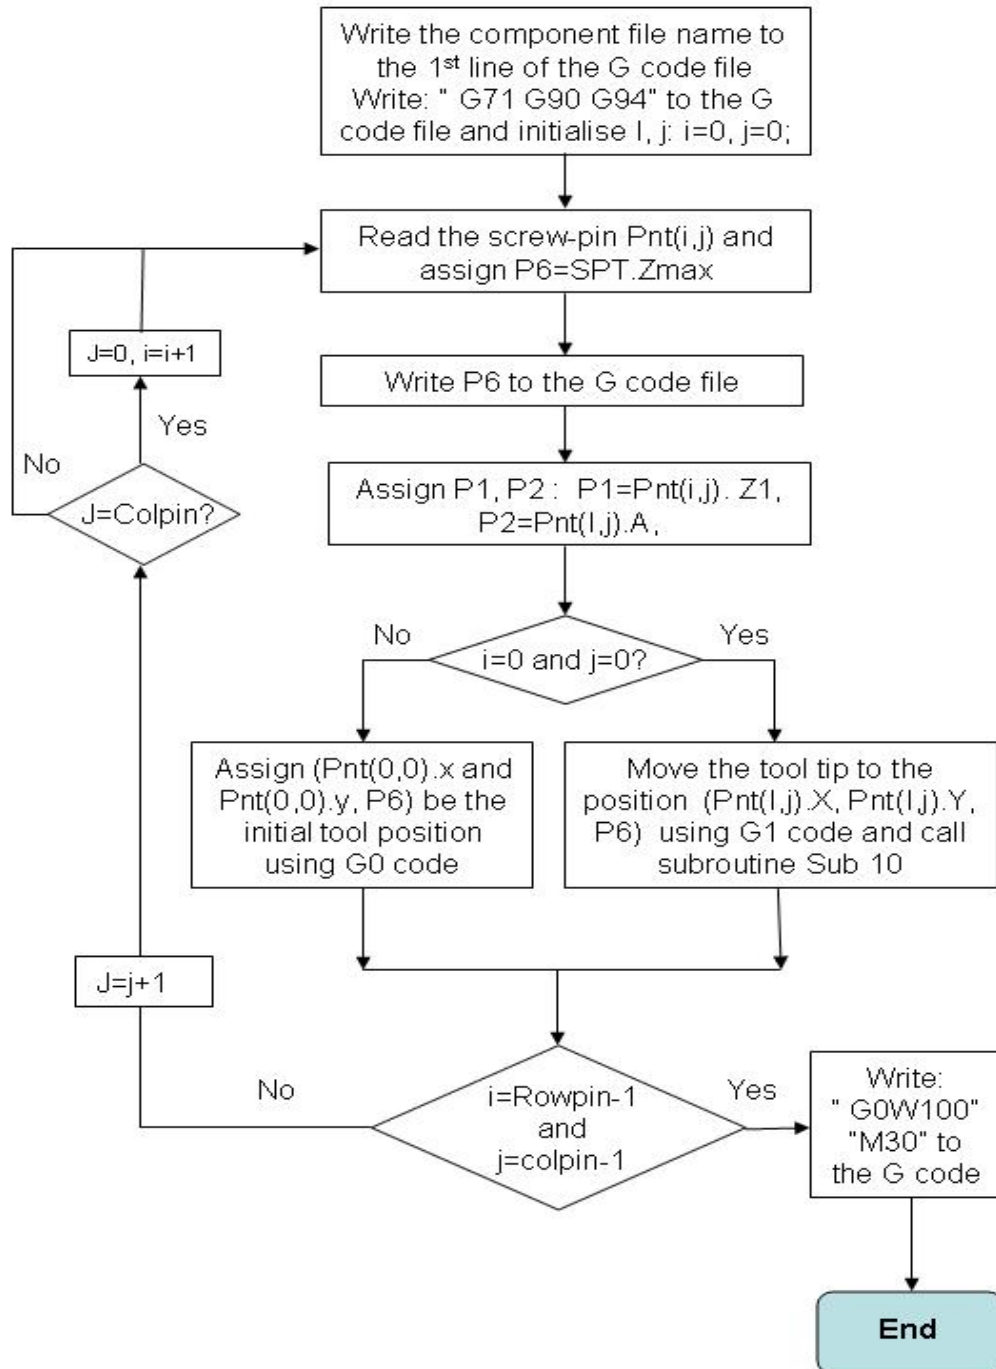 Write the component file name to
the 1st line of the G code file
Write: " G71 G90 G94" to the G
code file and initialise I, j: i=0, j=0;
Read the screw-pin Pnt(i,j) and
assign P6=SPT.Zmax
J=0, i=i+1
Write P6 to the G code file
Yes
No
Assign P1, P2 : P1=Pnt(i,j). Z1,
P2=Pnt(I,j).A,
J=Colpin?
No
Yes
i=0 and j=0?
Assign (Pnt(0,0).x and
Pnt(0,0).y, P6) be the
initial tool position
using G0 code
Move the tool tip to the
position (Pnt(I,j).X, Pnt(I,j).Y,
P6) using G1 code and call
subroutine Sub 10
J=j+1
No
Yes
i=Rowpin-1
and
j=colpin-1
Write:
" G0W100"
"M30" to
the G code
End